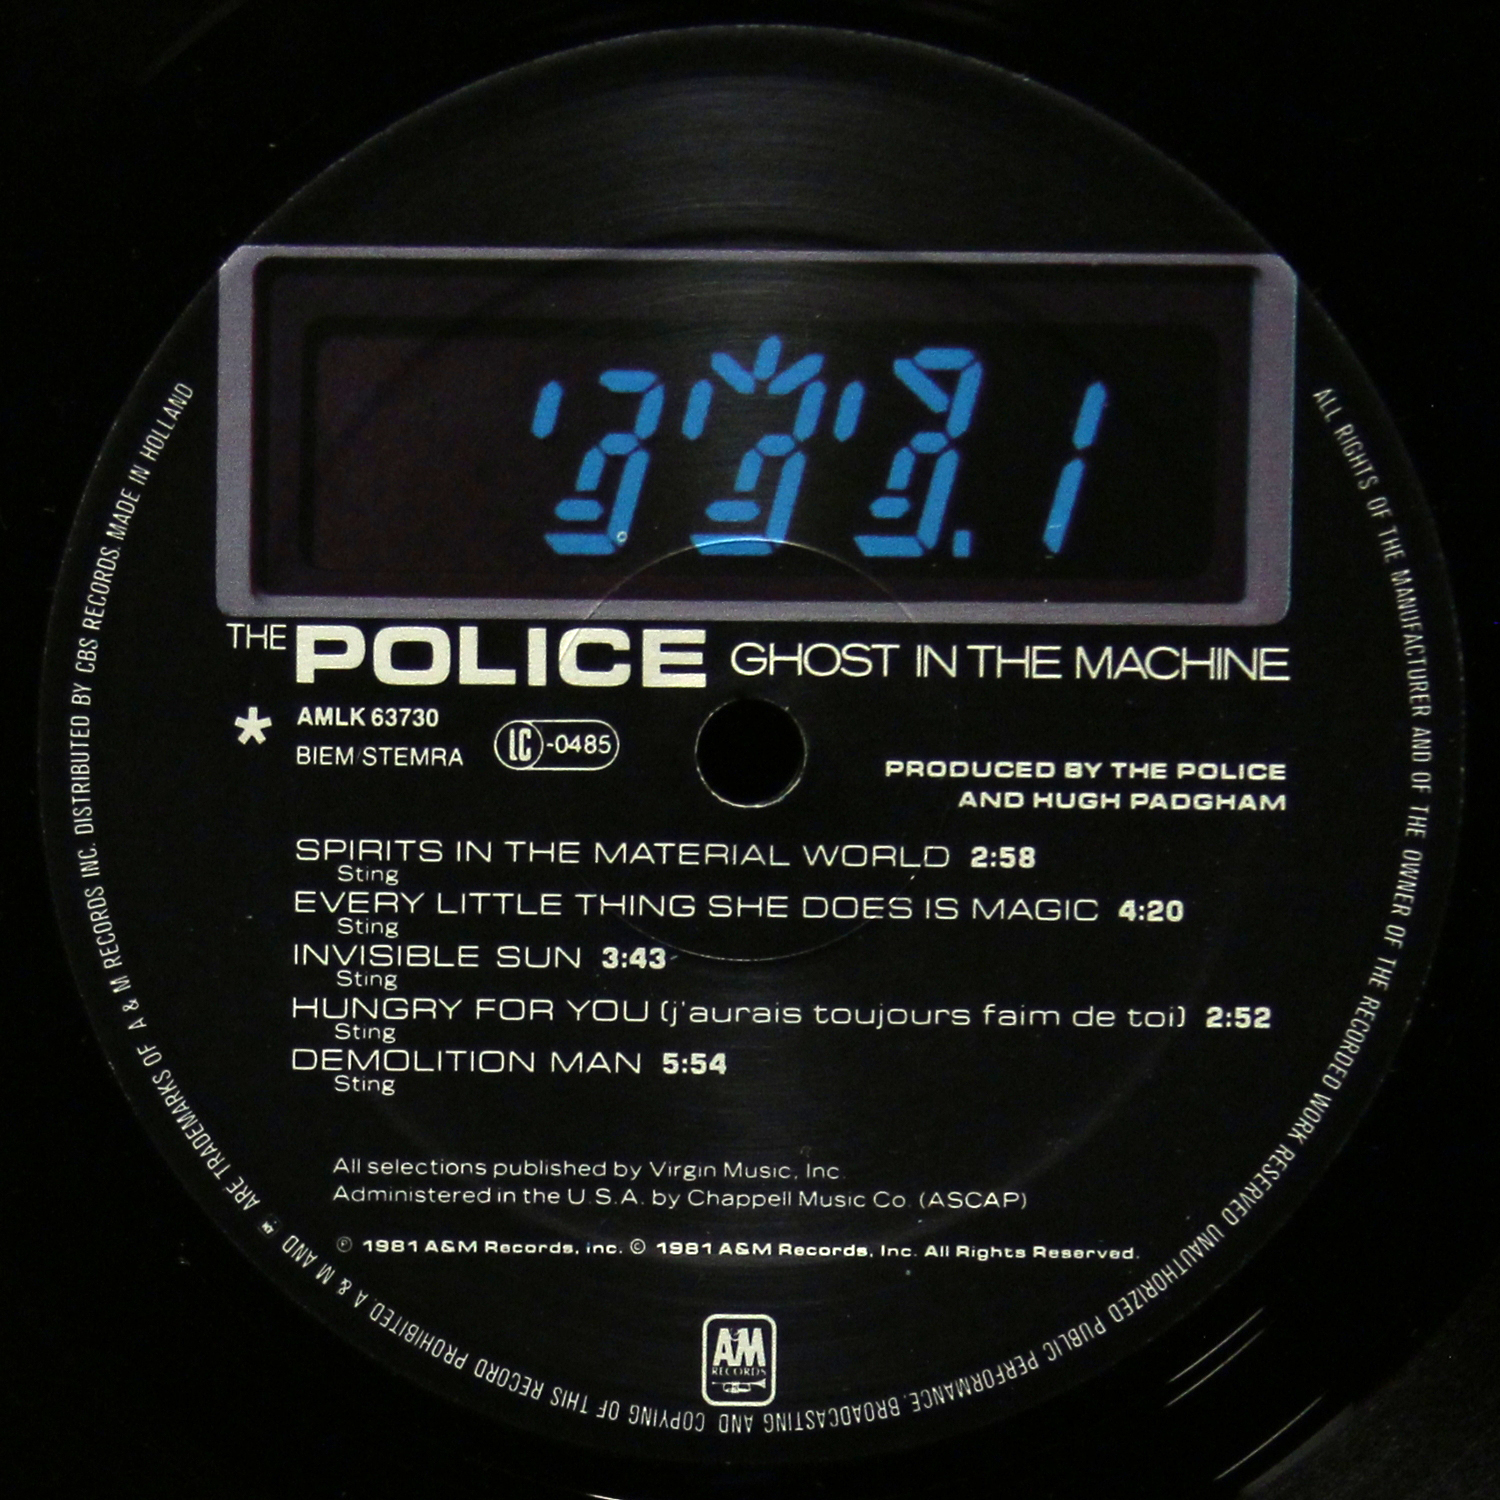 THE POLICE GHOST IN THE MACHINE
* AMLK 63730
BIEM/STEMRA LC-0485
PRODUCED BY THE POLICE
AND HUGH PADGHAM
SPIRITS IN THE MATERIAL WORLD 2:58
Sting
EVERY LITTLE THING SHE DOES IS MAGIC 4:20
Sting
INVISIBLE SUN 3:43
Sting
HUNGRY FOR YOU (j'aurais toujours faim de toi) 2:52
Sting
DEMOLITION MAN 5:54
Sting
All selections published by Virgin Music, Inc.
Administered in the U.S.A. by Chappell Music Co. (ASCAP)
℗ 1981 A&M Records, Inc. © 1981 A&M Records, Inc. All Rights Reserved.
A&M
RECORDS
ALL RIGHTS OF THE MANUFACTURER AND OF THE OWNER OF THE RECORDED WORK RESERVED UNAUTHORIZED PUBLIC PERFORMANCE, BROADCASTING AND COPYING OF THIS RECORD PROHIBITED A & M AND ARE TRADEMARKS OF A & M RECORDS INC. DISTRIBUTED BY CBS RECORDS. MADE IN HOLLAND